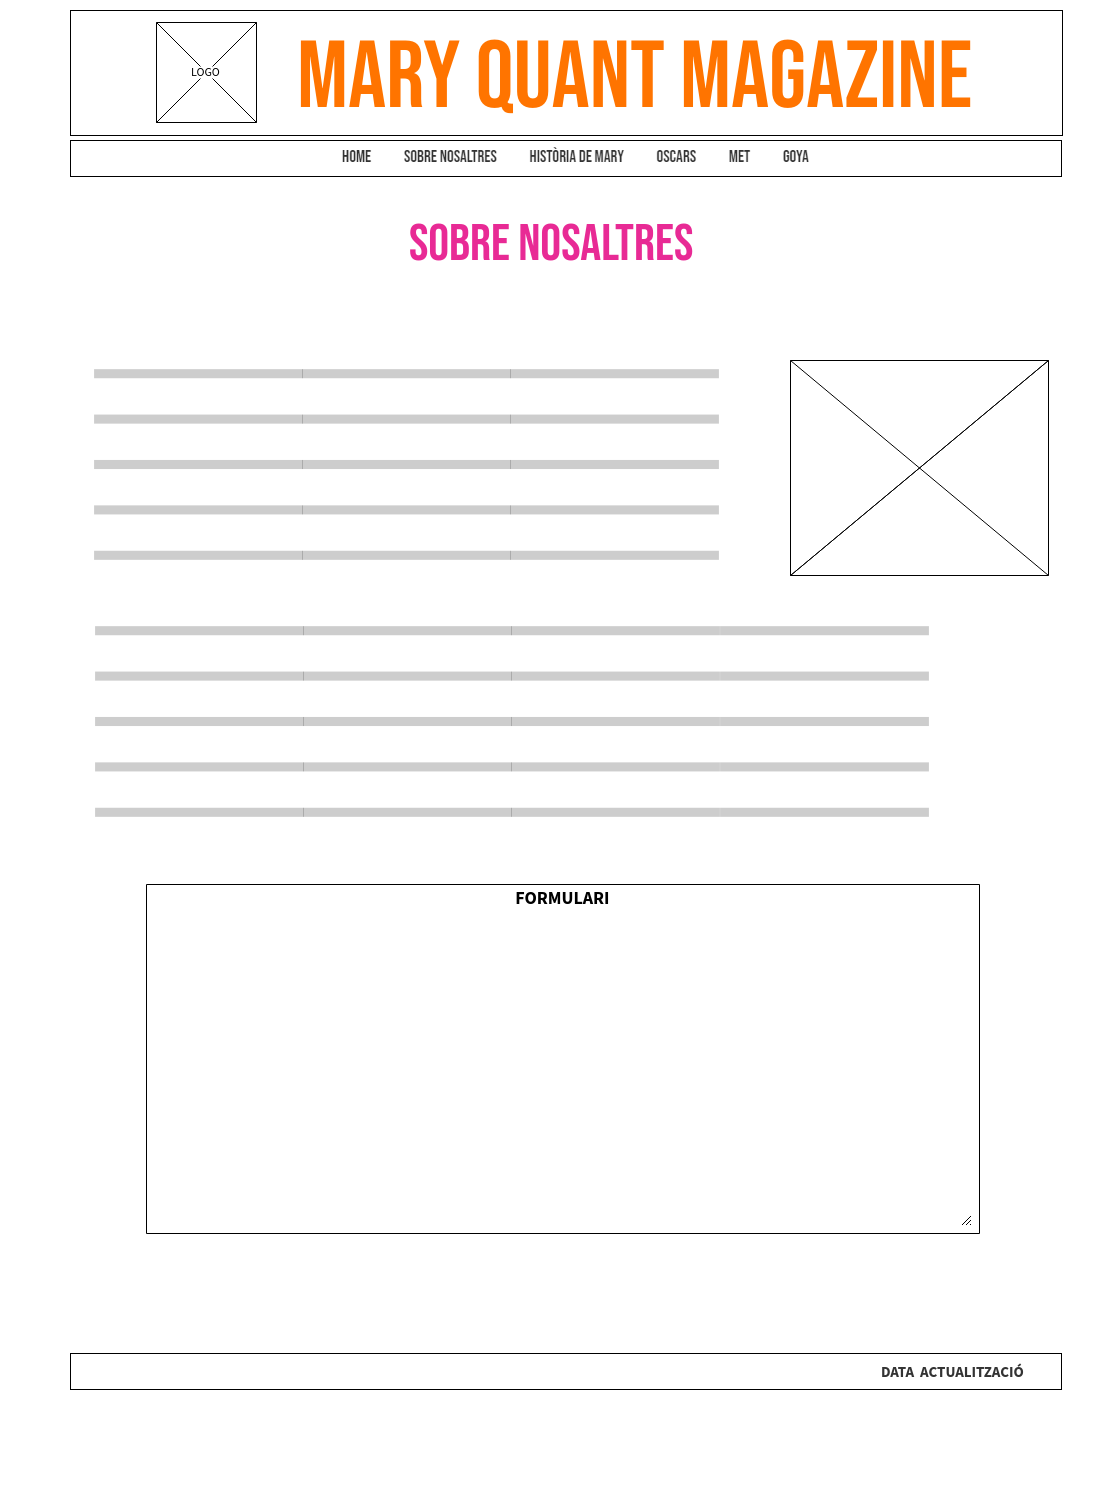 LOGO
MARY QUANT MAGAZINE
HOME SOBRE NOSALTRES HISTÒRIA DE MARY OSCARS MET GOYA
SOBRE NOSALTRES
FORMULARI
DATA ACTUALITZACIÓ